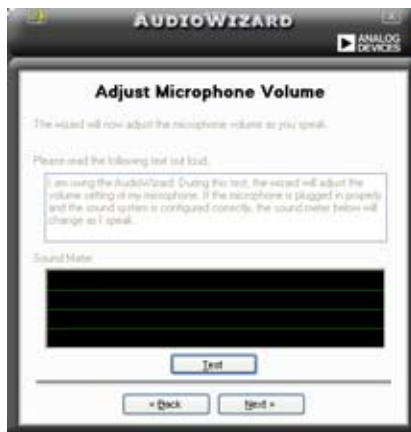 AUDIOWIZARD
ANALOG
DEVICES
Adjust Microphone Volume
The wizard will now adjust the microphone volume as you speak.
Please read the following text out loud.
I am using the AudioWizard. During this test, the wizard will adjust the
volume setting of my microphone. If the microphone is plugged in properly
and the sound system is configured correctly, the sound meter below will
change as I speak.
Sound Meter
Test
< Back
Next >